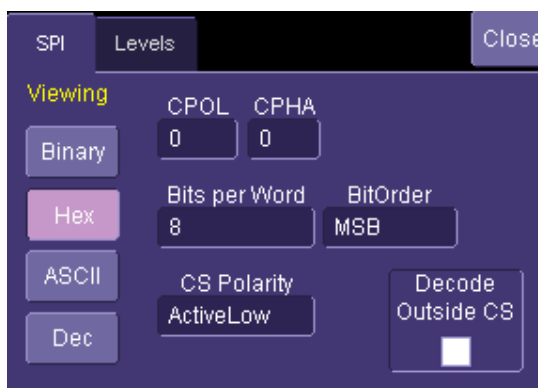 SPI
Levels
Close
Viewing
CPOL CPHA
0 0
Binary
Bits per Word BitOrder
8 MSB
Hex
ASCII
CS Polarity
ActiveLow
Decode
Outside CS
Dec